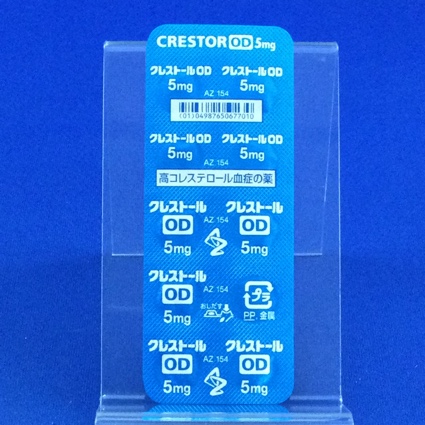 CRESTOR OD 5mg
クレストールOD クレストールOD
5mg 5mg
AZ 154
(01)04987650677010
クレストールOD クレストールOD
5mg 5mg
AZ 154
高コレステロール血症の薬
クレストール クレストール
OD AZ 154 OD
5mg 5mg
クレストール
OD AZ 154 プラ
おしだす
5mg PP, 金属
クレストール クレストール
OD AZ 154 OD
5mg 5mg